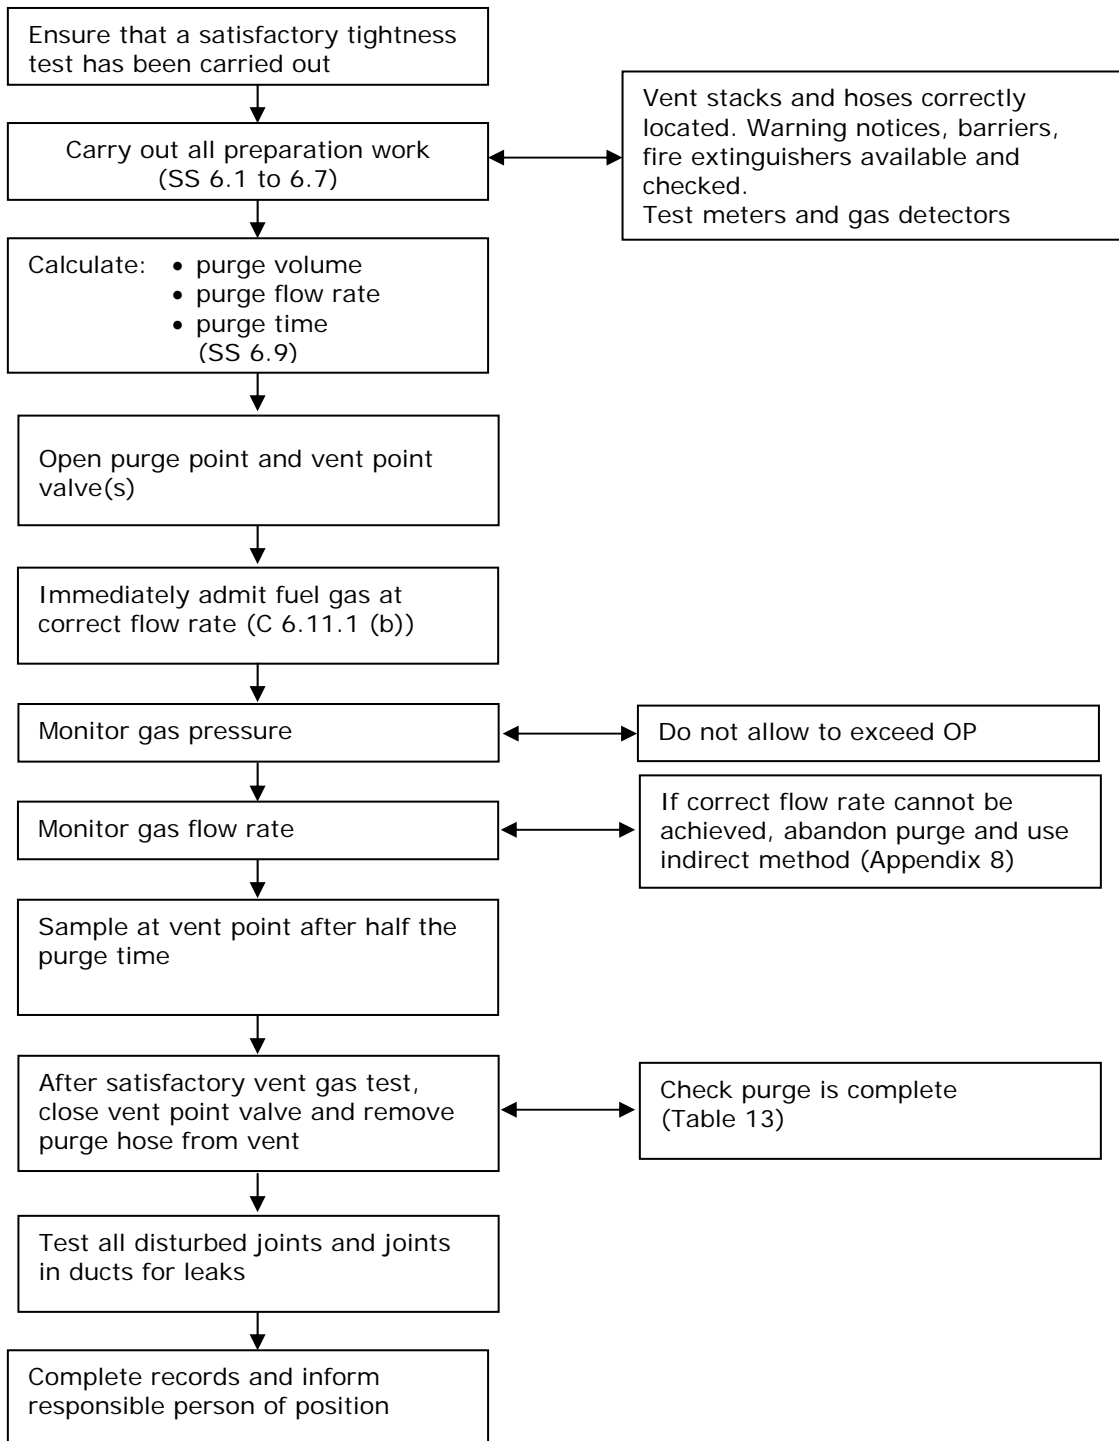 Ensure that a satisfactory tightness
test has been carried out
Carry out all preparation work
(SS 6.1 to 6.7)
Vent stacks and hoses correctly
located. Warning notices, barriers,
fire extinguishers available and
checked.
Test meters and gas detectors
Calculate: • purge volume
• purge flow rate
• purge time
(SS 6.9)
Open purge point and vent point
valve(s)
Immediately admit fuel gas at
correct flow rate (C 6.11.1 (b))
Monitor gas pressure
Do not allow to exceed OP
Monitor gas flow rate
If correct flow rate cannot be
achieved, abandon purge and use
indirect method (Appendix 8)
Sample at vent point after half the
purge time
After satisfactory vent gas test,
close vent point valve and remove
purge hose from vent
Check purge is complete
(Table 13)
Test all disturbed joints and joints
in ducts for leaks
Complete records and inform
responsible person of position